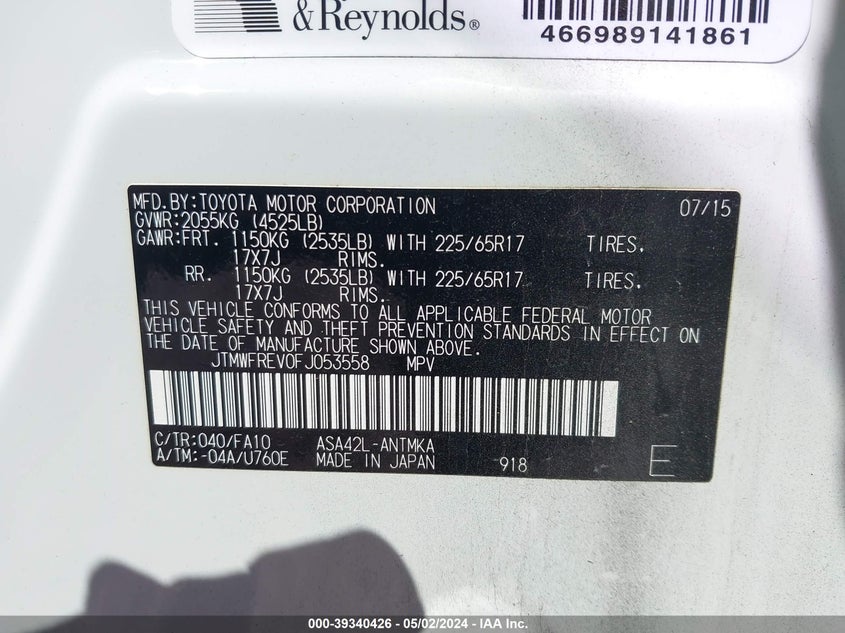 & Reynolds®
466989141861
MFD.BY:TOYOTA MOTOR CORPORATION 07/15
GVWR:2055KG (4525LB)
GAWR:FRT. 1150KG (2535LB) WITH 225/65R17 TIRES.
17X7J RIMS.
RR. 1150KG (2535LB) WITH 225/65R17 TIRES.
17X7J RIMS.
THIS VEHICLE CONFORMS TO ALL APPLICABLE FEDERAL MOTOR
VEHICLE SAFETY AND THEFT PREVENTION STANDARDS IN EFFECT ON
THE DATE OF MANUFACTURE SHOWN ABOVE.
JTMWFREV0FJ053558 MPV
C/TR:040/FA10 ASA42L-ANTMKA
A/TM:-04A/U760E MADE IN JAPAN 918 E
000-39340426 - 05/02/2024 - IAA Inc.